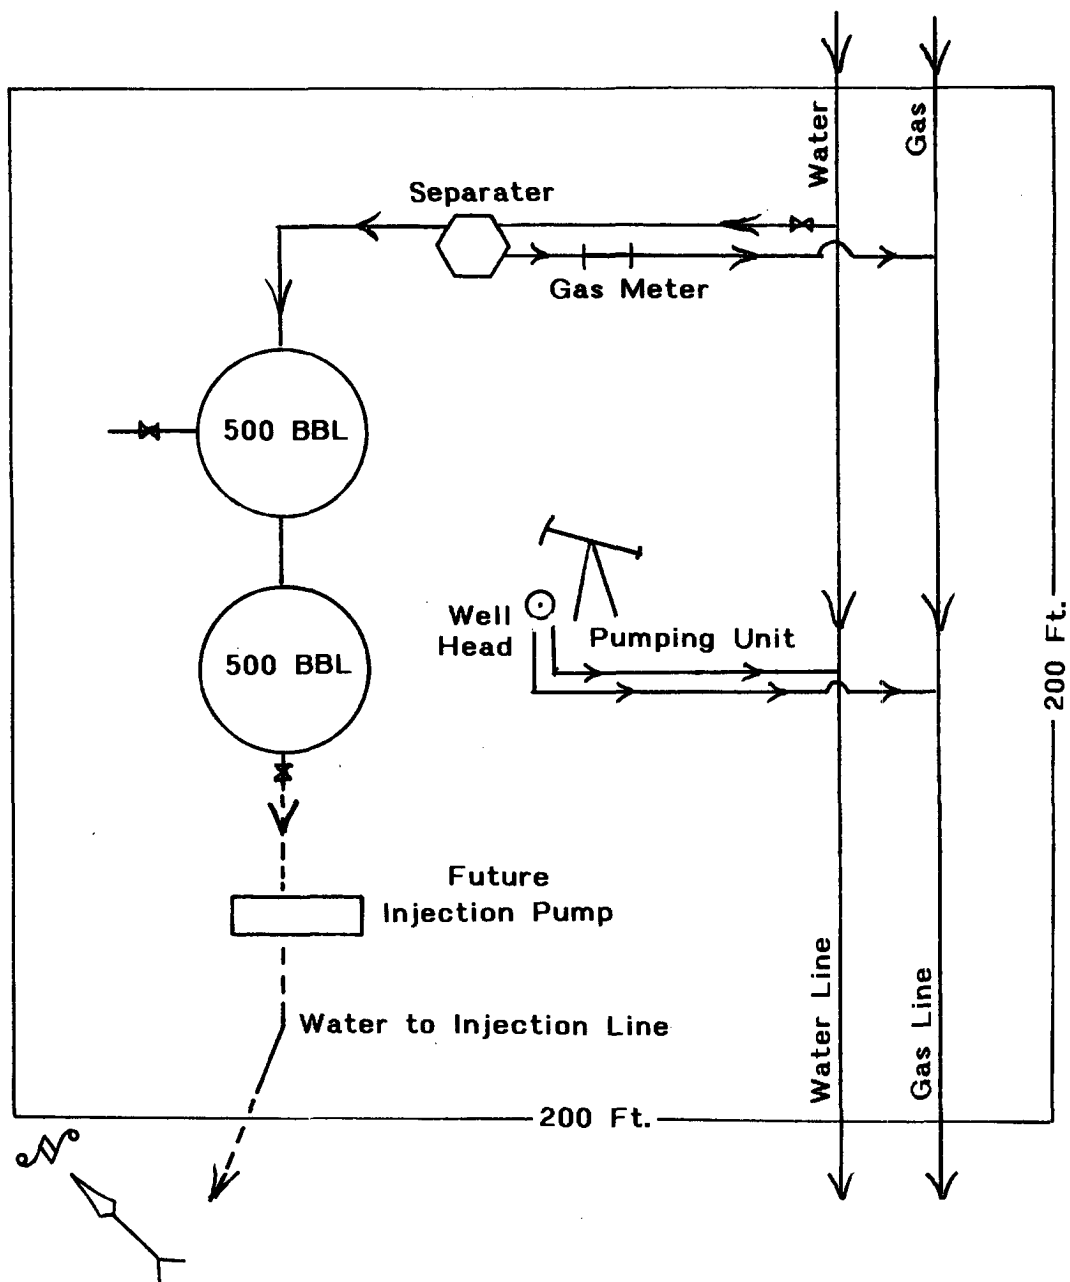 Water
Gas
Separater
Gas Meter
500 BBL
Well
Head
Pumping Unit
500 BBL
200 Ft.
Future
Injection Pump
Water to Injection Line
Water Line
Gas Line
200 Ft.
N